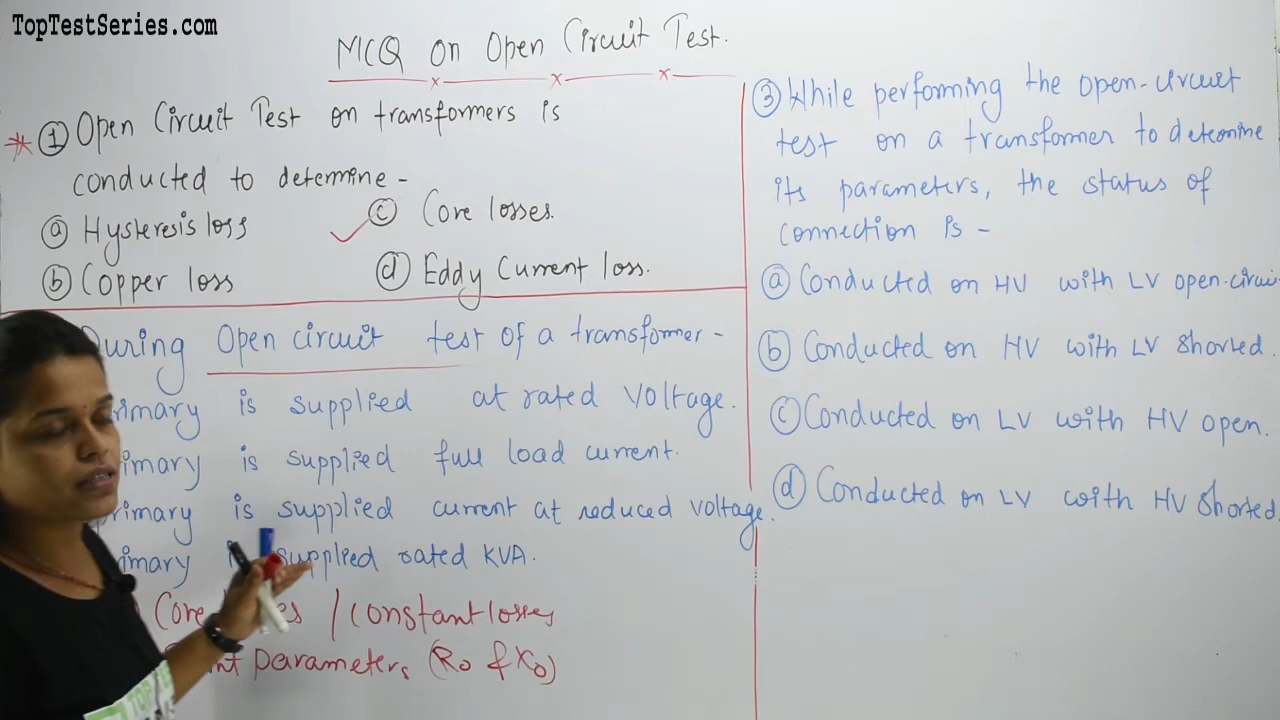 TopTestSeries.com
MCQ on Open Circuit Test.
① Open Circuit Test on transformers is
conducted to determine -
ⓐ Hysteresis loss
ⓒ Core losses.
ⓑ Copper loss
ⓓ Eddy Current loss.
During Open circuit test of a transformer -
is supplied at rated voltage.
is supplied full load current.
is supplied current at reduced voltage.
supplied rated KVA.
/ constant losses
parameters (R₀ & X₀)
③ While performing the open-circuit
test on a transformer to determine
its parameters, the status of
connection is -
ⓐ Conducted on HV with LV open-circui
ⓑ Conducted on HV with LV Shorted.
ⓒ Conducted on LV with HV open.
ⓓ Conducted on LV with HV Shorted.